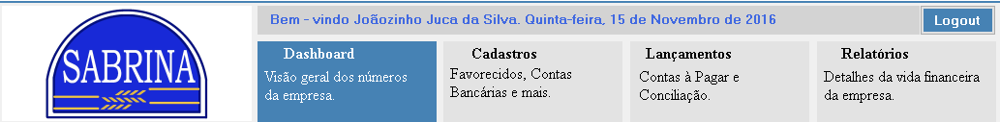 SABRINA
Bem - vindo Joãozinho Juca da Silva. Quinta-feira, 15 de Novembro de 2016
Logout
Dashboard
Visão geral dos números
da empresa.
Cadastros
Favorecidos, Contas
Bancárias e mais.
Lançamentos
Contas à Pagar e
Conciliação.
Relatórios
Detalhes da vida financeira
da empresa.